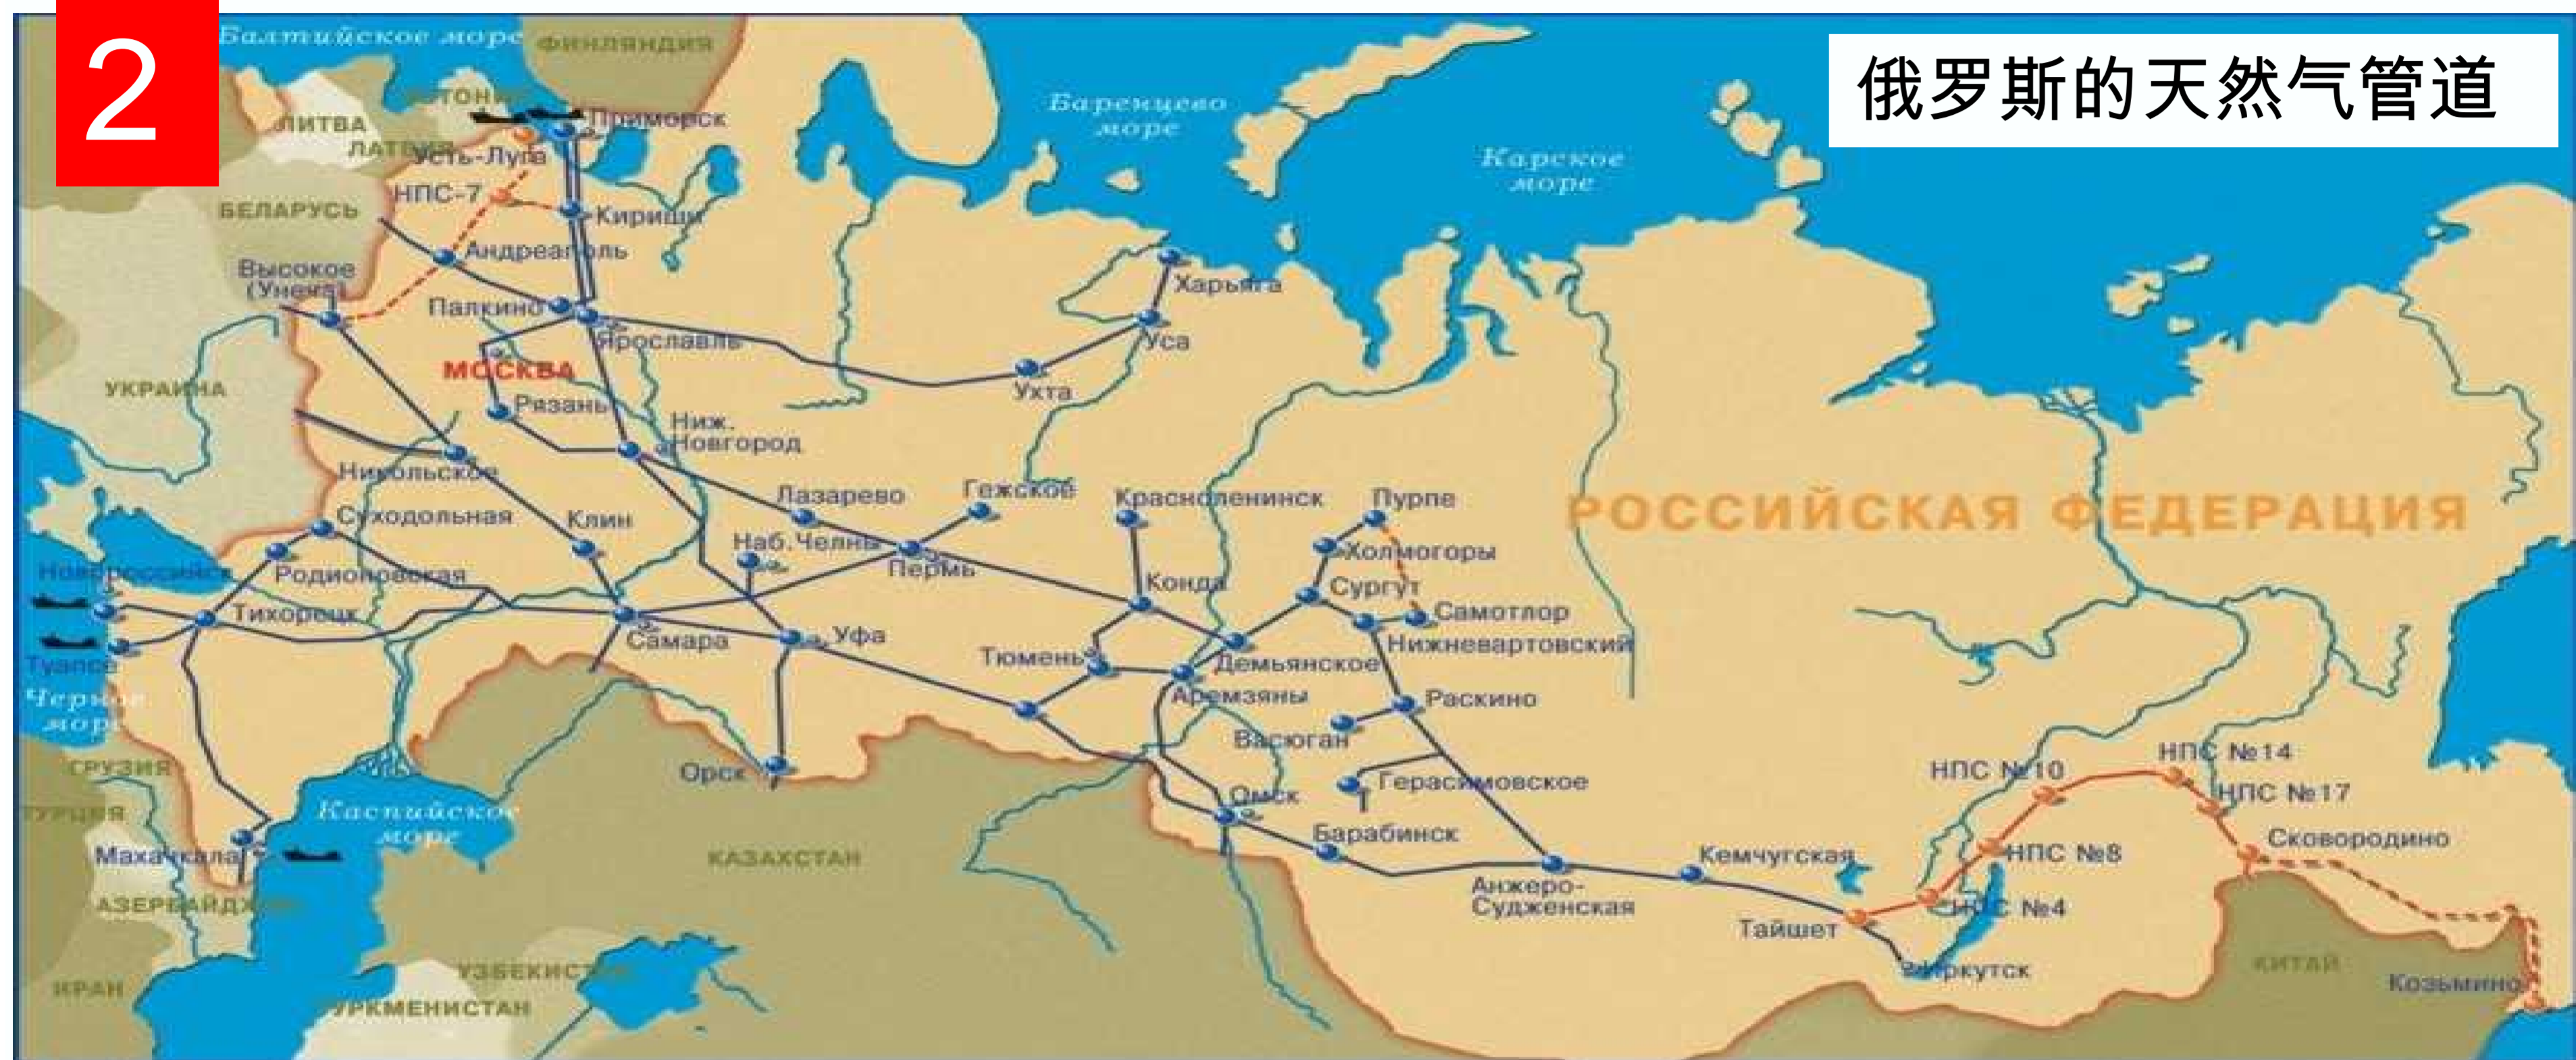 2
俄罗斯的天然气管道
Балтийское море
ФИНЛЯНДИЯ
ЛИТВА
Приморск
Усть-Луга
Баренцево
море
Карское
море
НПС-7
БЕЛАРУСЬ
Кириши
Андреаполь
Высокое
(Унеча)
Палкино
Ярославль
Харьяга
Уса
МОСКВА
УКРАИНА
Рязань
Ухта
Ниж.
Новгород
Никольское
Лазарево
Гежское
Красноленинск
Пурпе
РОССИЙСКАЯ ФЕДЕРАЦИЯ
Суходольная
Клин
Наб.Челны
Холмогоры
Новороссийск
Родионовская
Пермь
Конда
Сургут
Тихорецк
Самотлор
Самара
Уфа
Нижневартовский
Туапсе
Тюмень
Демьянское
Черное
море
Аремзяны
Раскино
Васюган
ГРУЗИЯ
Орск
Герасимовское
НПС №10
НПС №14
НПС №17
ТУРЦИЯ
Каспийское
море
Омск
Барабинск
Сковородино
Махачкала
КАЗАХСТАН
Кемчугская
НПС №8
Анжеро-
Судженская
НПС №4
Тайшет
ИРАН
Иркутск
КИТАЙ
Козьмино